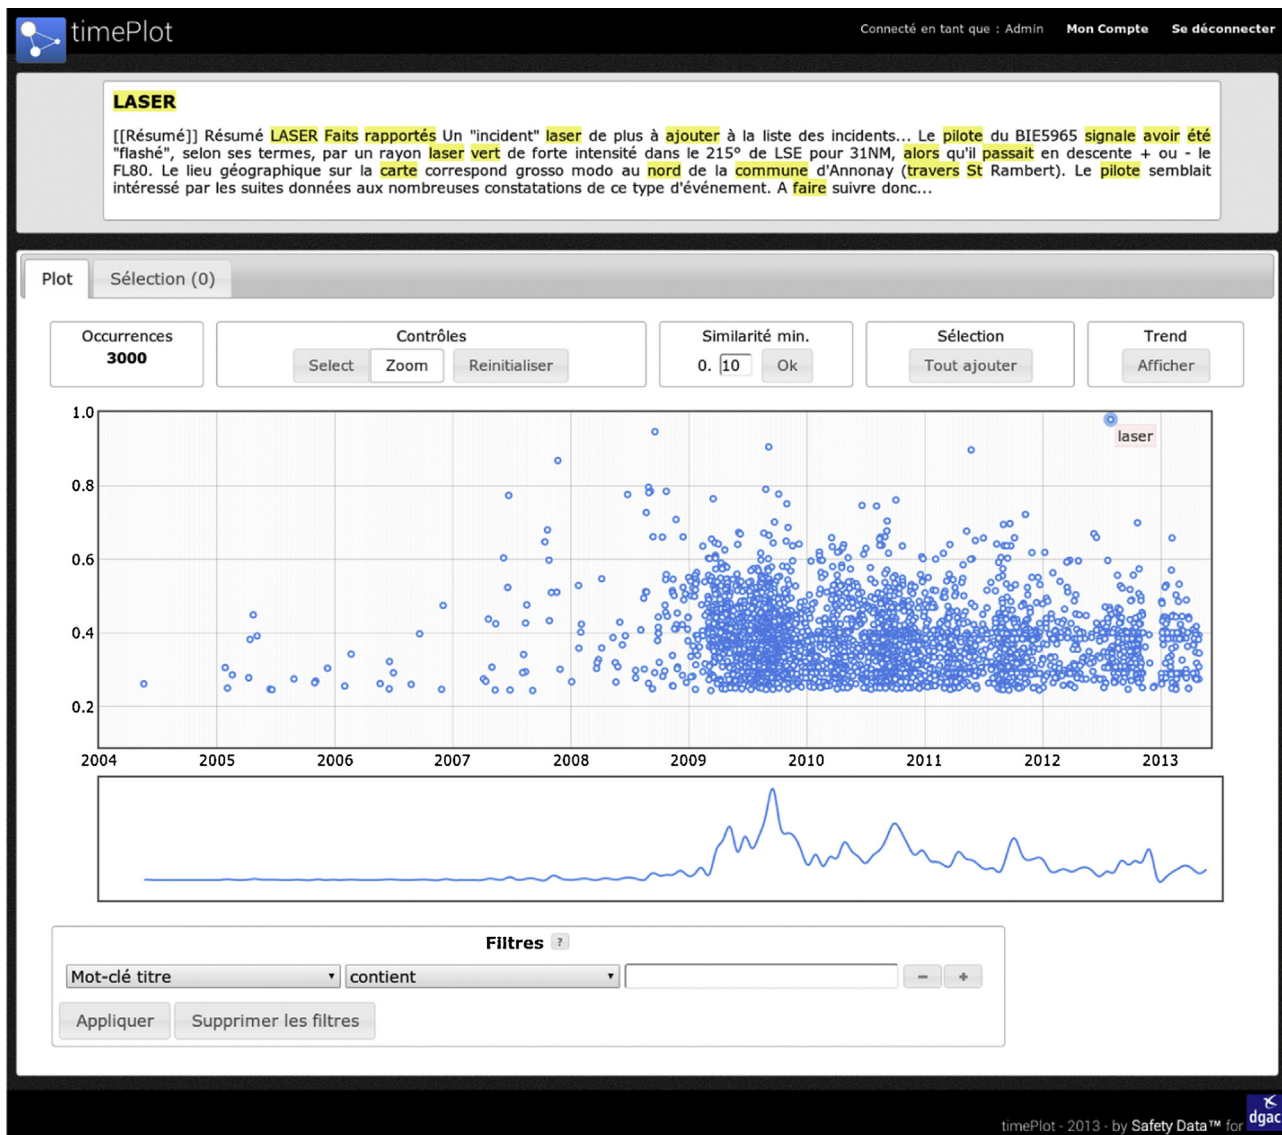 timePlot
Connecté en tant que : Admin Mon Compte Se déconnecter
LASER
[[Résumé]] Résumé LASER Faits rapportés Un "incident" laser de plus à ajouter à la liste des incidents... Le pilote du BIE5965 signale avoir été
"flashé", selon ses termes, par un rayon laser vert de forte intensité dans le 215° de LSE pour 31NM, alors qu'il passait en descente + ou - le
FL80. Le lieu géographique sur la carte correspond grosso modo au nord de la commune d'Annonay (travers St Rambert). Le pilote semblait
intéressé par les suites données aux nombreuses constatations de ce type d'événement. A faire suivre donc...
Plot Sélection (0)
Occurrences Contrôles Similarité min. Sélection Trend
3000 Select Zoom Reinitialiser 0. 10 Ok Tout ajouter Afficher
1.0
laser
0.8
0.6
0.4
0.2
2004 2005 2006 2007 2008 2009 2010 2011 2012 2013
Filtres ?
Mot-clé titre contient - +
Appliquer Supprimer les filtres
timePlot - 2013 - by Safety Data™ for dgac